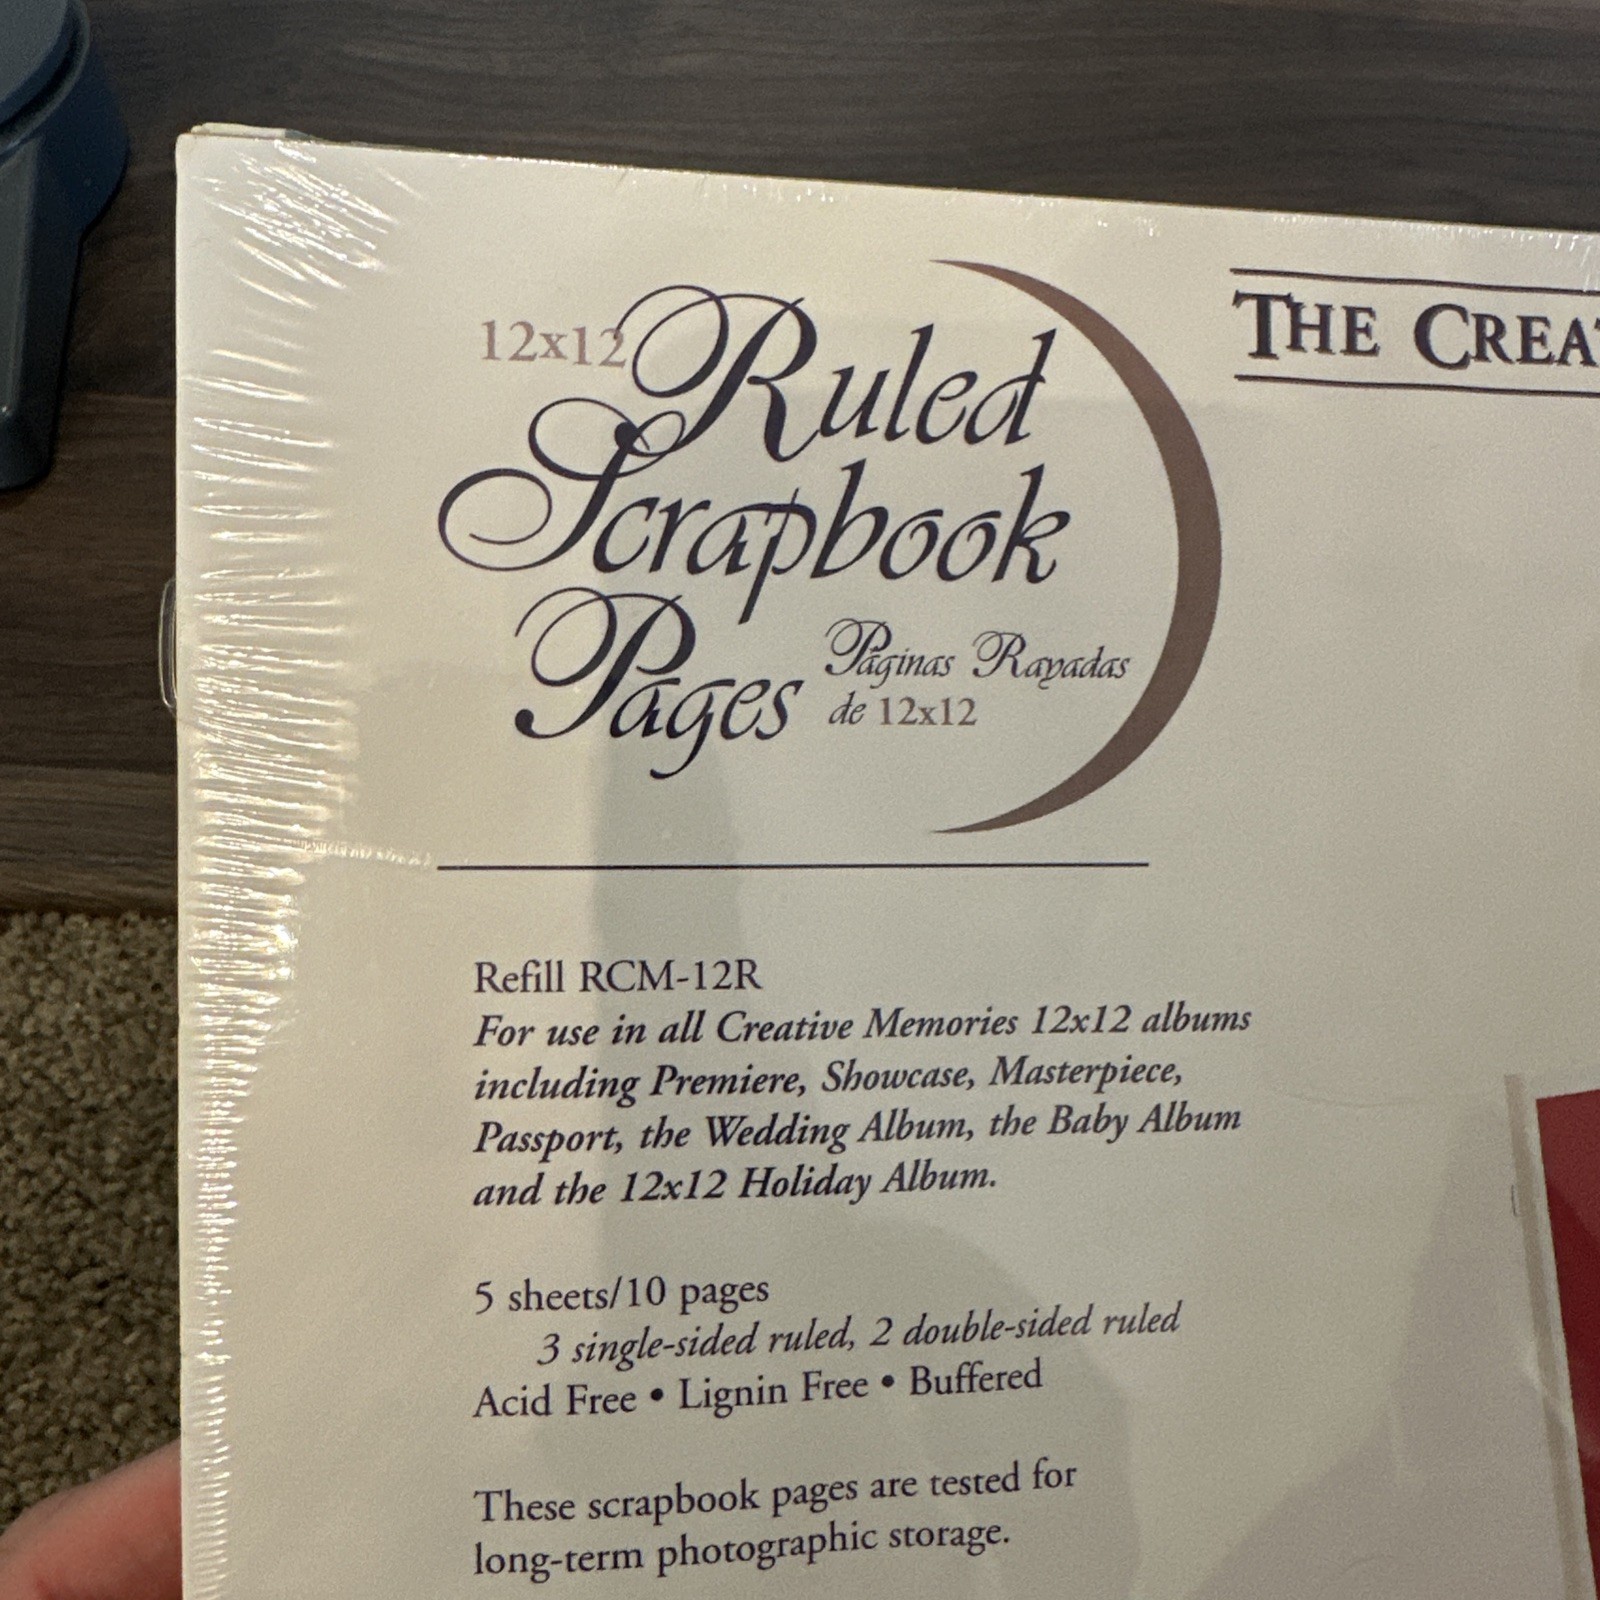 12x12 Ruled
Scrapbook
Pages
Páginas Rayadas
de 12x12
THE
Refill RCM-12R
For use in all Creative Memories 12x12 albums
including Premiere, Showcase, Masterpiece,
Passport, the Wedding Album, the Baby Album
and the 12x12 Holiday Album.
5 sheets/10 pages
3 single-sided ruled, 2 double-sided ruled
Acid Free • Lignin Free • Buffered
These scrapbook pages are tested for
long-term photographic storage.